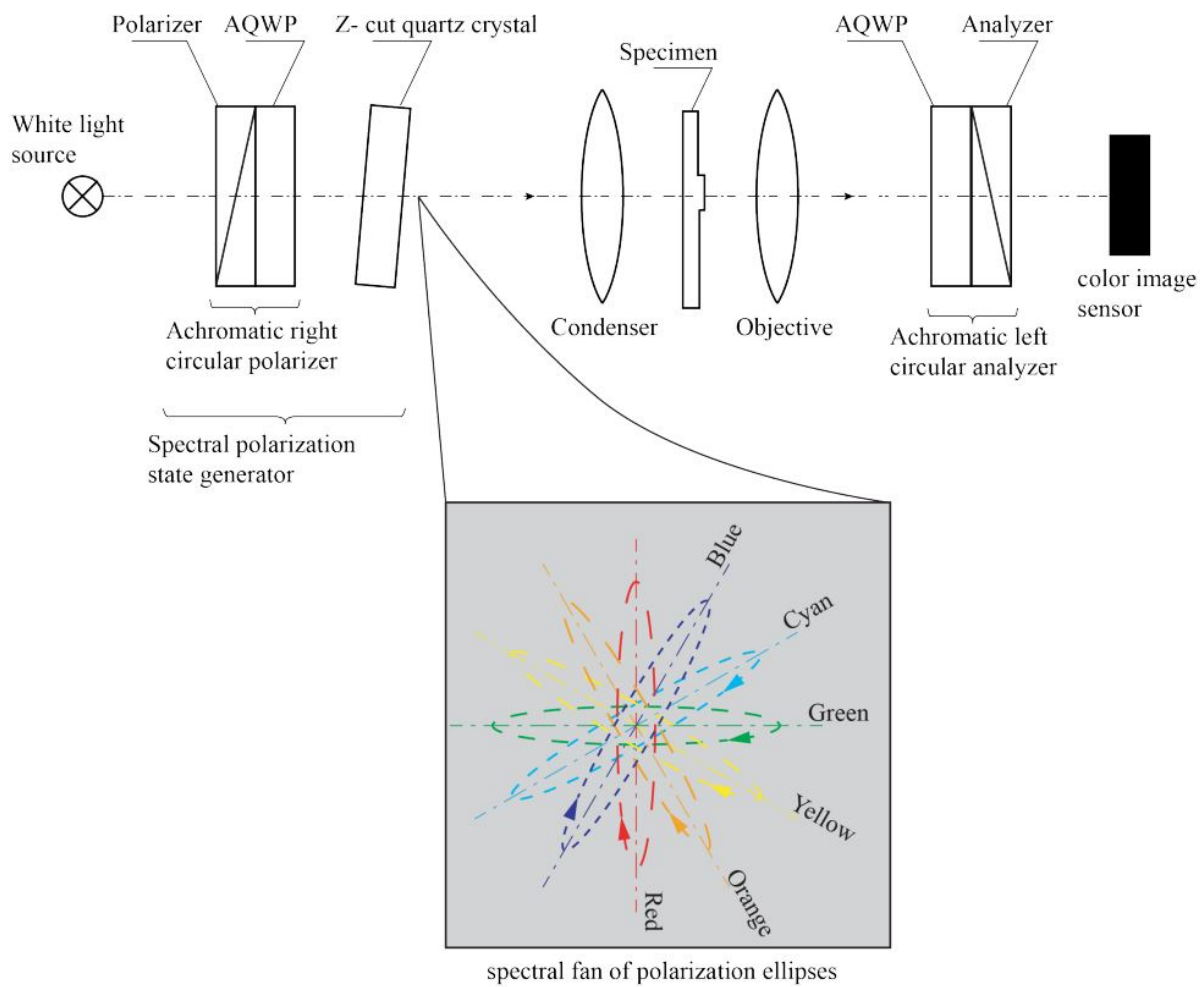 Polarizer
AQWP
Z- cut quartz crystal
Specimen
AQWP
Analyzer
White light
source
Condenser
Objective
color image
sensor
Achromatic right
circular polarizer
Achromatic left
circular analyzer
Spectral polarization
state generator
Blue
Cyan
Green
Yellow
Orange
Red
spectral fan of polarization ellipses